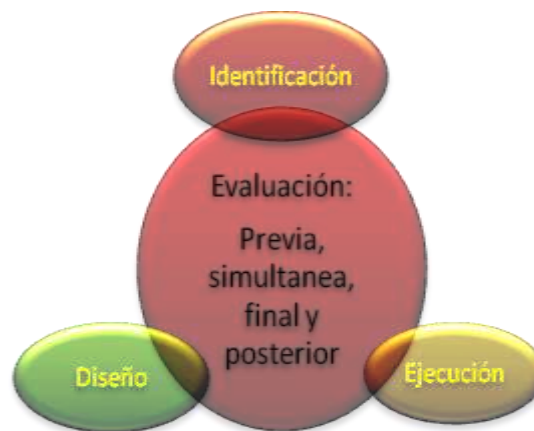 Identificación
Evaluación:
Previa,
simultanea,
final y
posterior
Diseño
Ejecución